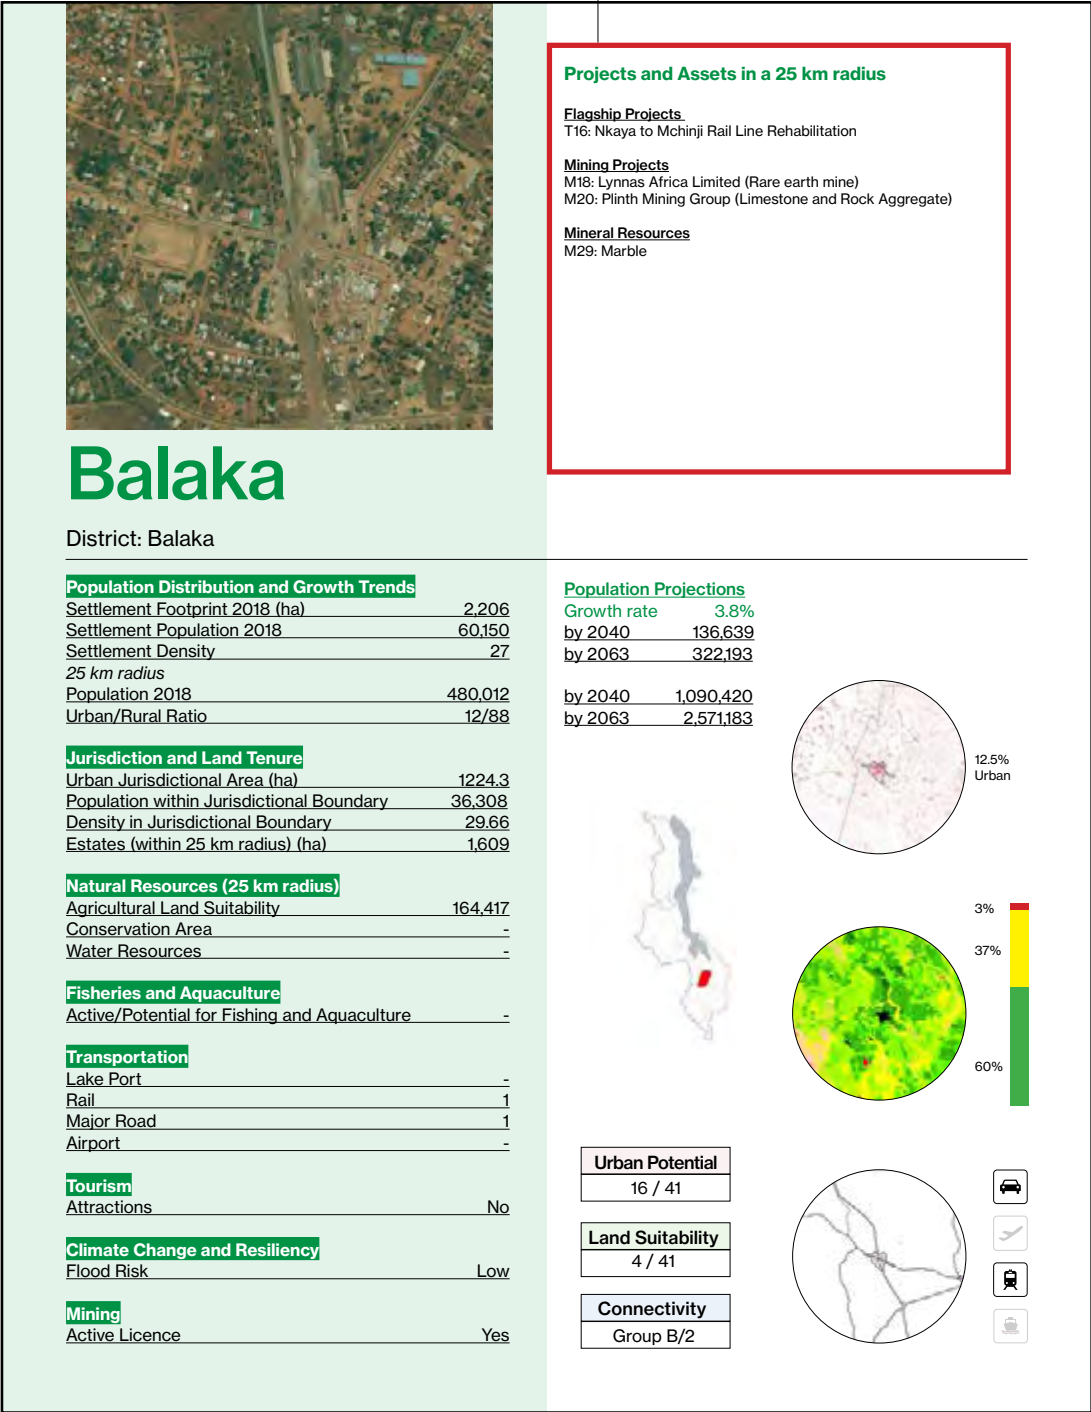 Projects and Assets in a 25 km radius
Flagship Projects
T16: Nkaya to Mchinji Rail Line Rehabilitation
Mining Projects
M18: Lynnas Africa Limited (Rare earth mine)
M20: Plinth Mining Group (Limestone and Rock Aggregate)
Mineral Resources
M29: Marble
Balaka
District: Balaka
Population Distribution and Growth Trends
Settlement Footprint 2018 (ha) 2,206
Settlement Population 2018 60,150
Settlement Density 27
25 km radius
Population 2018 480,012
Urban/Rural Ratio 12/88
Jurisdiction and Land Tenure
Urban Jurisdictional Area (ha) 1224.3
Population within Jurisdictional Boundary 36,308
Density in Jurisdictional Boundary 29.66
Estates (within 25 km radius) (ha) 1,609
Natural Resources (25 km radius)
Agricultural Land Suitability 164,417
Conservation Area -
Water Resources -
Fisheries and Aquaculture
Active/Potential for Fishing and Aquaculture -
Transportation
Lake Port -
Rail 1
Major Road 1
Airport -
Tourism
Attractions No
Climate Change and Resiliency
Flood Risk Low
Mining
Active Licence Yes
Population Projections
Growth rate 3.8%
by 2040 136,639
by 2063 322,193
by 2040 1,090,420
by 2063 2,571,183
12.5%
Urban
3%
37%
60%
Urban Potential
16 / 41
Land Suitability
4 / 41
Connectivity
Group B/2